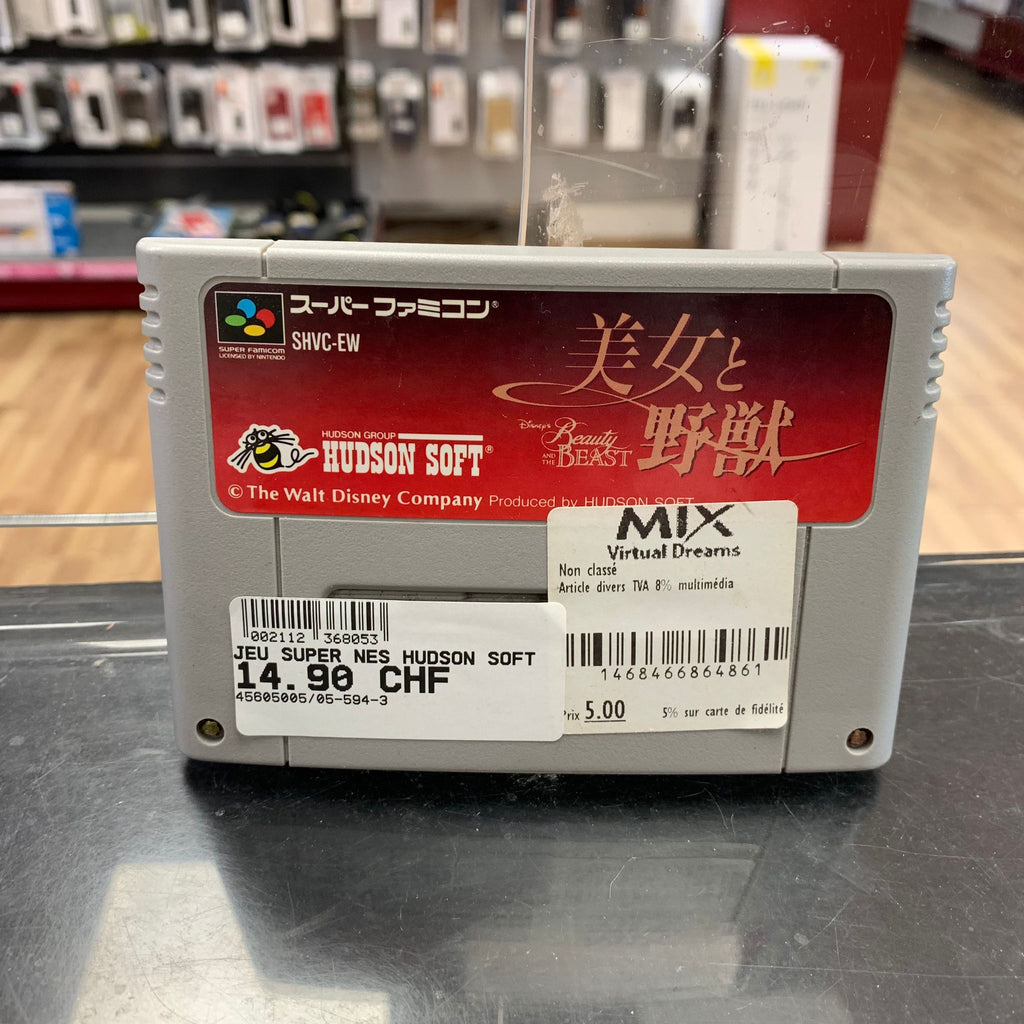 スーパーファミコン®
SUPER FAMICOM
LICENSED BY NINTENDO
SHVC-EW
美女と
野獣
Disney's
Beauty
AND THE BEAST
HUDSON GROUP
HUDSON SOFT®
© The Walt Disney Company Produced by HUDSON SOFT
MIX
Virtual Dreams
Non classé
Article divers TVA 8% multimédia
1468466864861
Prix 5.00 5% sur carte de fidélité
002112 368053
JEU SUPER NES HUDSON SOFT
14.90 CHF
45605005/05-594-3